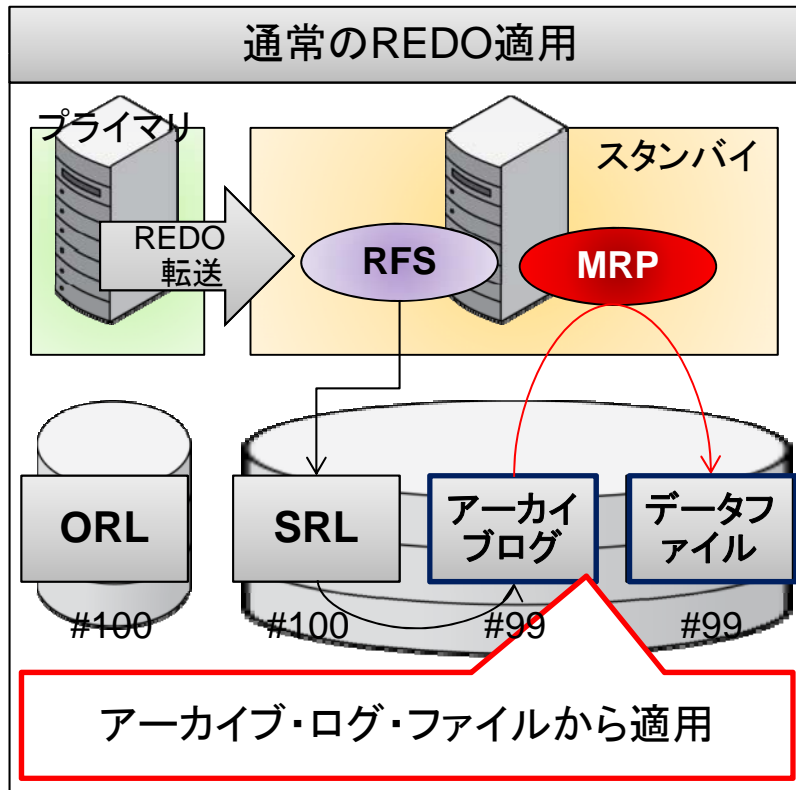 通常のREDO適用
プライマリ
スタンバイ
REDO
転送
RFS
MRP
ORL
SRL
アーカイ
ブログ
データフ
ァイル
#100
#100
#99
#99
アーカイブ・ログ・ファイルから適用